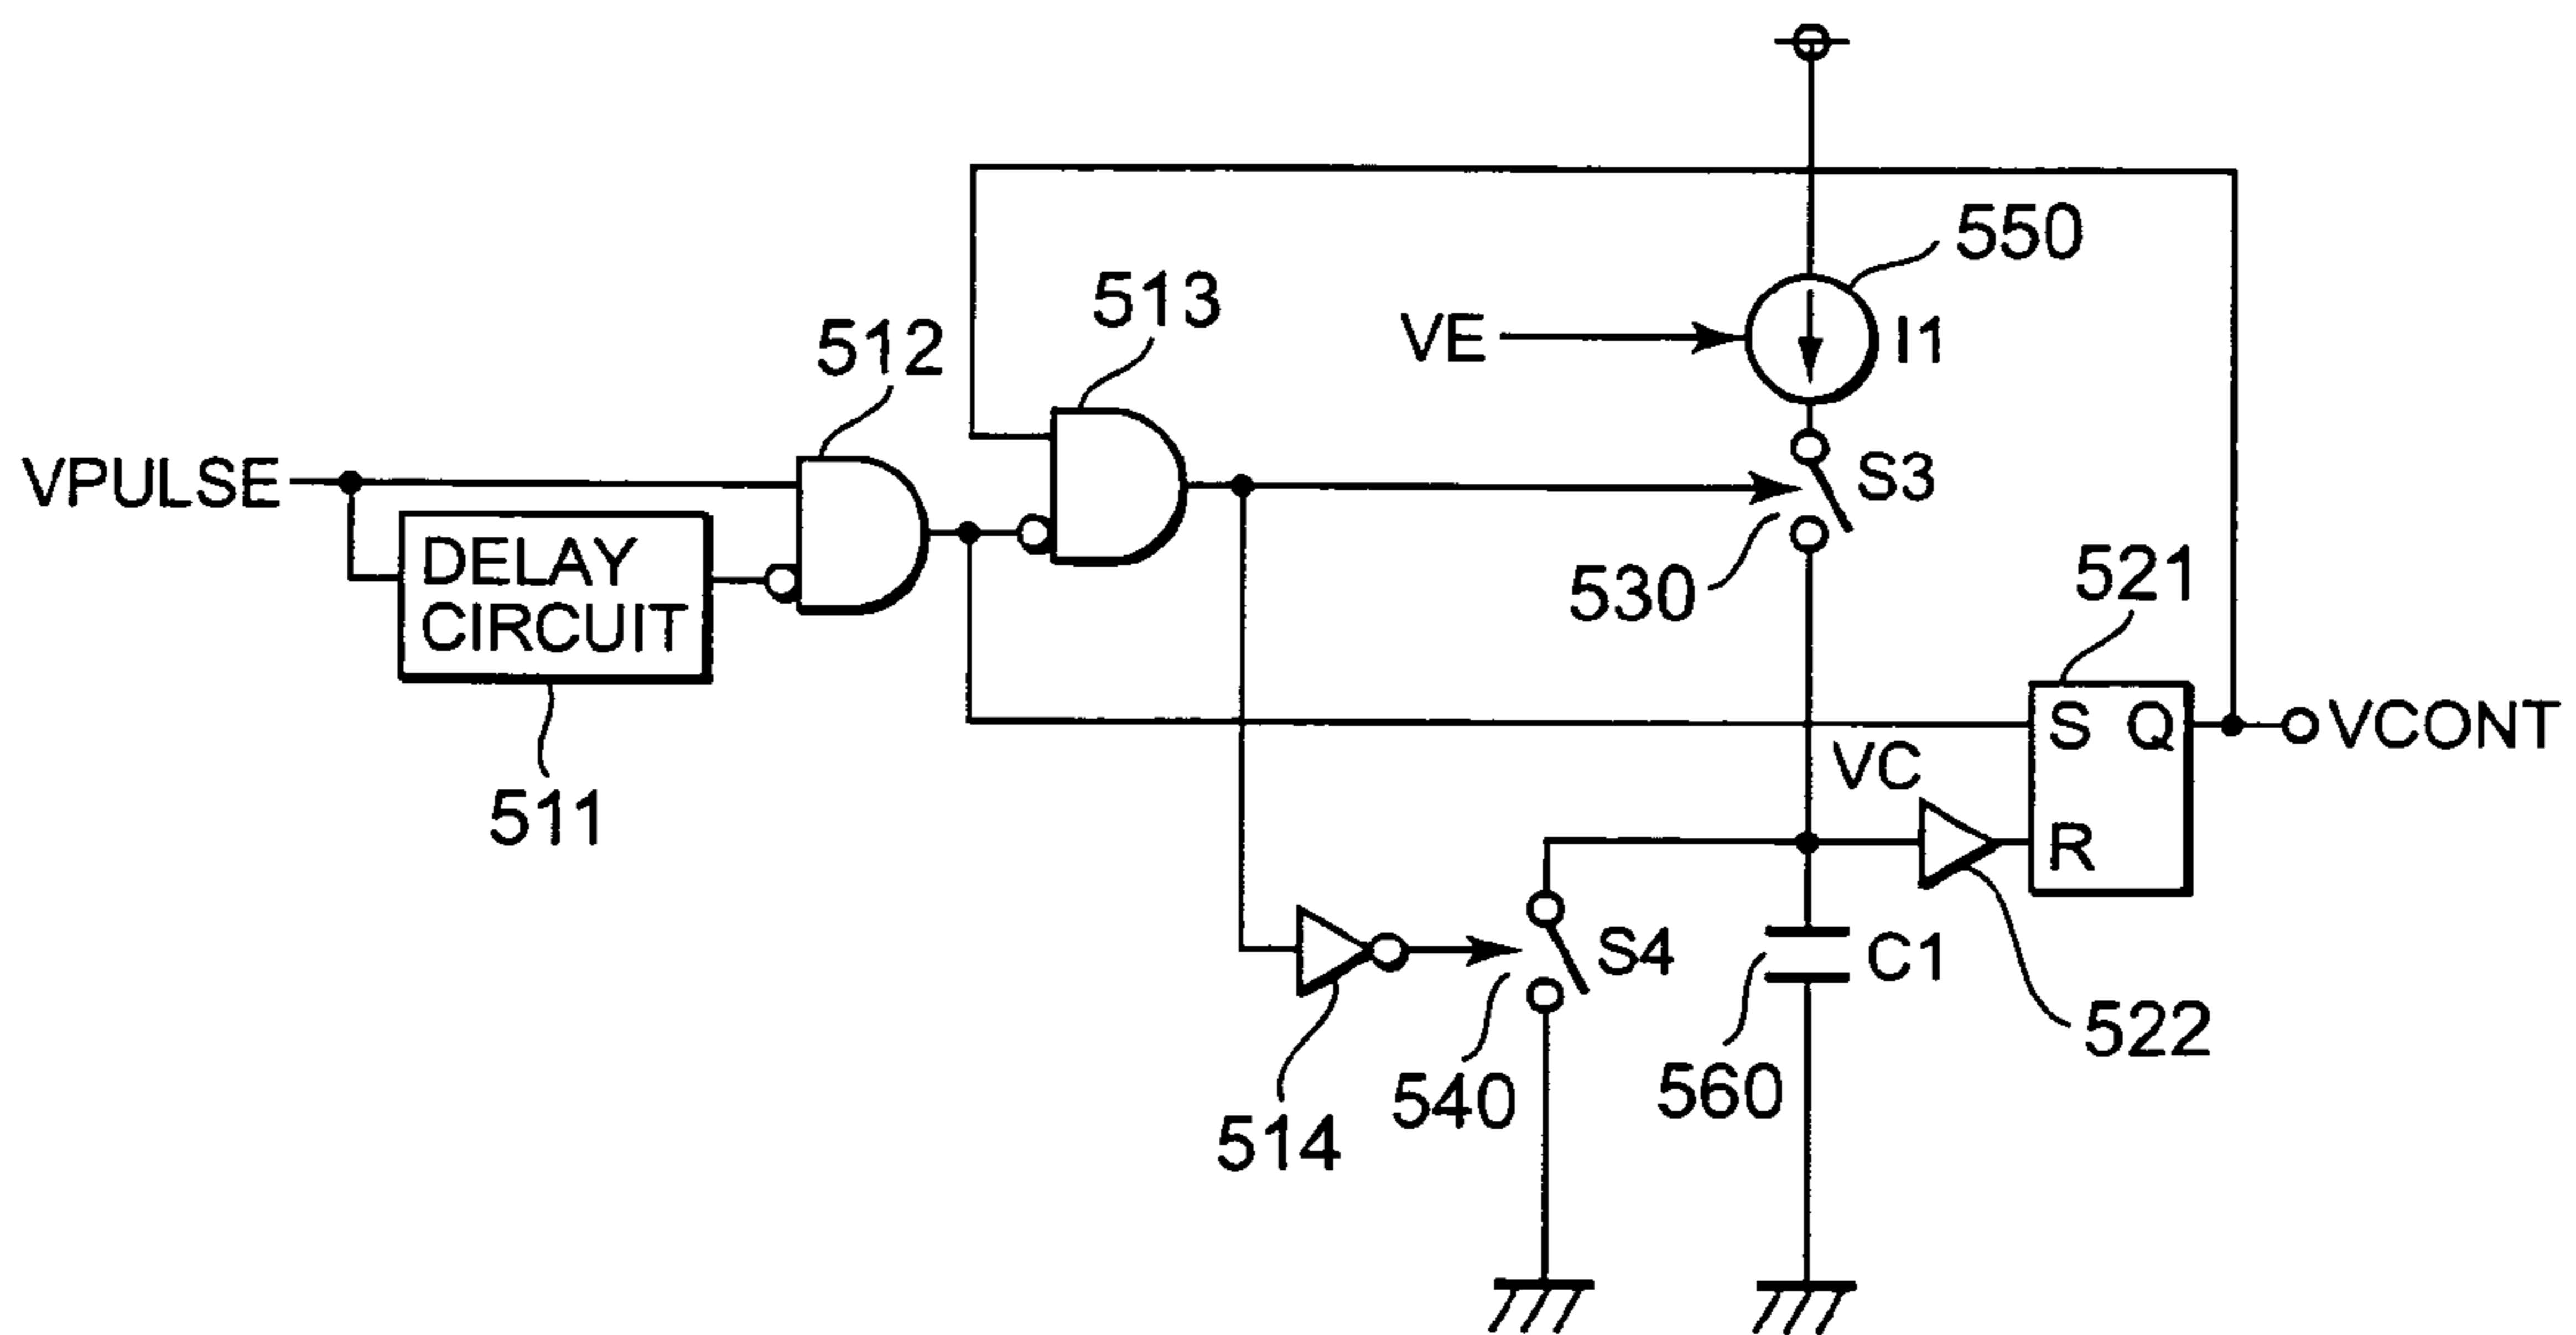 550
513
VE
I1
512
VPULSE
S3
DELAY
CIRCUIT
530
521
S Q
VCONT
VC
511
R
S4
C1
522
540
560
514